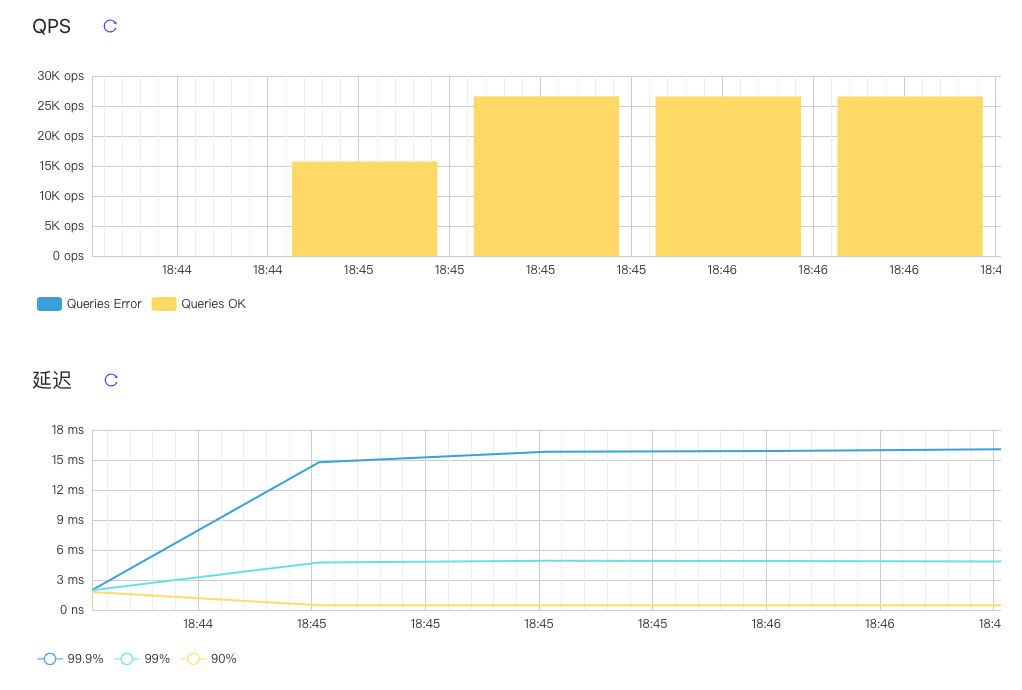 QPS
30K ops
25K ops
20K ops
15K ops
10K ops
5K ops
0 ops
18:44 18:44 18:45 18:45 18:45 18:45 18:46 18:46 18:46 18:4
Queries Error Queries OK
延迟
18 ms
15 ms
12 ms
9 ms
6 ms
3 ms
0 ns
18:44 18:45 18:45 18:45 18:45 18:46 18:46 18:4
99.9% 99% 90%